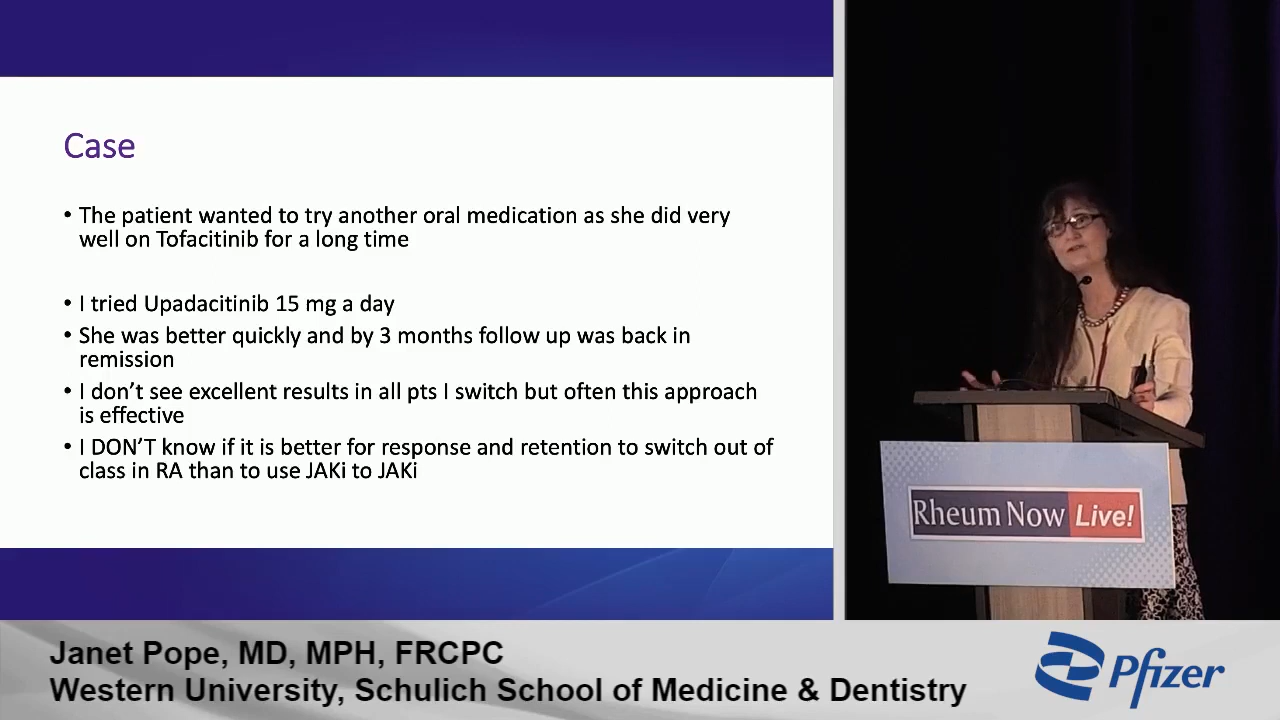 Case
• The patient wanted to try another oral medication as she did very
well on Tofacitinib for a long time
• I tried Upadacitinib 15 mg a day
• She was better quickly and by 3 months follow up was back in
remission
• I don't see excellent results in all pts I switch but often this approach
is effective
• I DON'T know if it is better for response and retention to switch out of
class in RA than to use JAKi to JAKi
Rheum Now Live!
Janet Pope, MD, MPH, FRCPC
Western University, Schulich School of Medicine & Dentistry
Pfizer